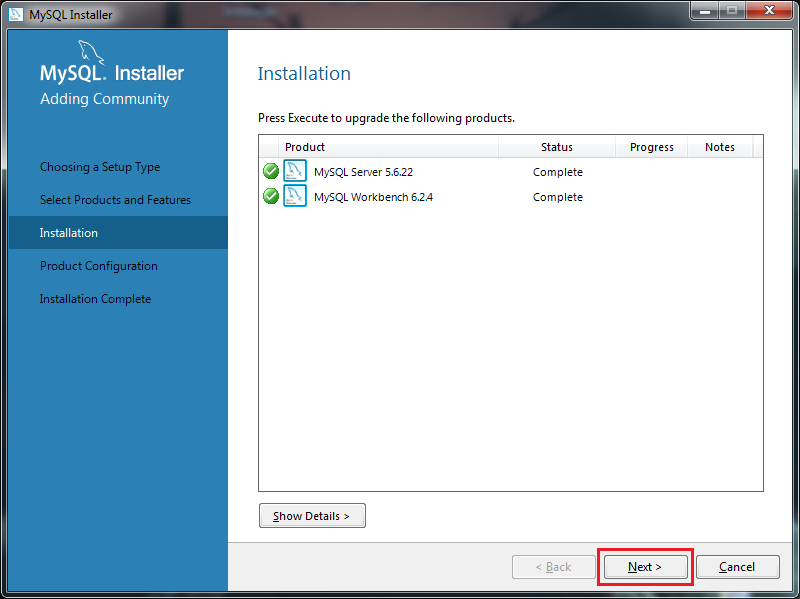 MySQL Installer
MySQL. Installer
Adding Community
Choosing a Setup Type
Select Products and Features
Installation
Product Configuration
Installation Complete
Installation
Press Execute to upgrade the following products.
Product Status Progress Notes
MySQL Server 5.6.22 Complete
MySQL Workbench 6.2.4 Complete
Show Details >
< Back Next > Cancel